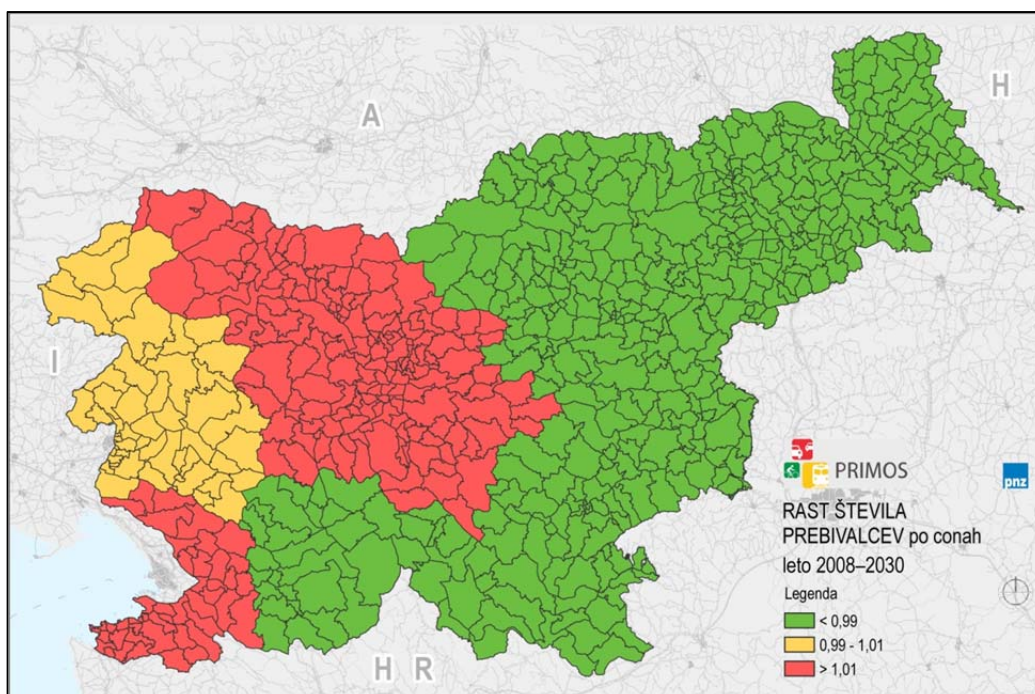 A
H
I
H R
PRIMOS
pnz
RAST ŠTEVILA
PREBIVALCEV po conah
leto 2008–2030
Legenda
< 0,99
0,99 - 1,01
> 1,01